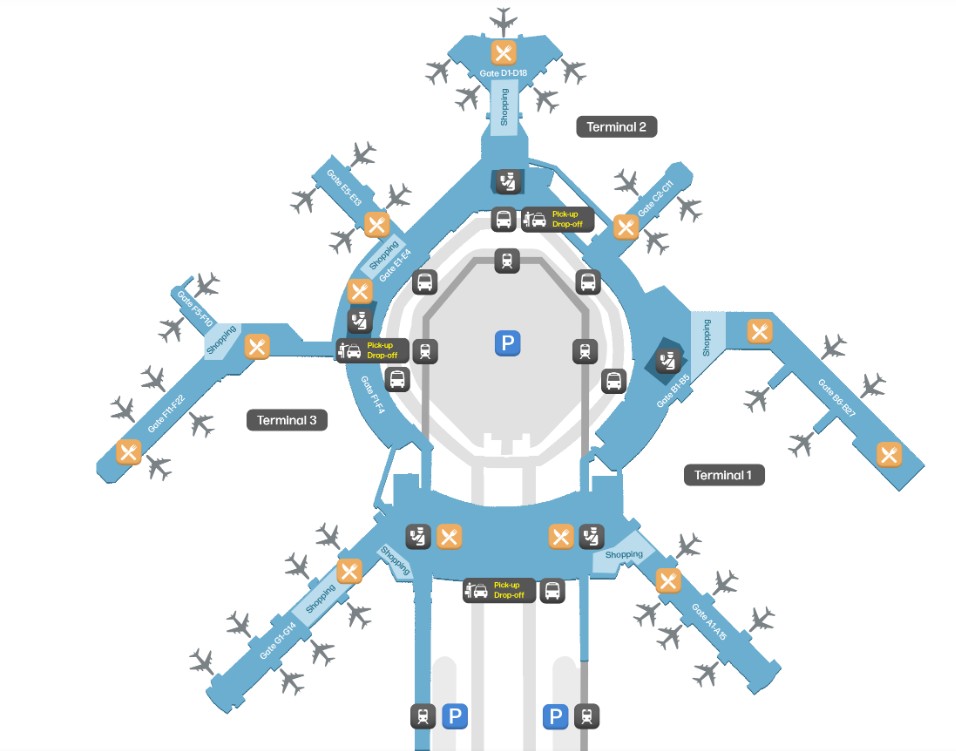 Gate D1-D18
Shopping
Terminal 2
Gate E5-E13
Gate C2-C11
Pick-up
Drop-off
Shopping
Gate E1-E4
Gate F5-F10
Shopping
Pick-up
Drop-off
P
Shopping
Gate B1-B5
Gate B6-B27
Gate F1-F4
Gate F11-F22
Terminal 3
Terminal 1
Shopping
Shopping
Pick-up
Drop-off
Shopping
Gate G1-G14
Gate A1-A15
P
P